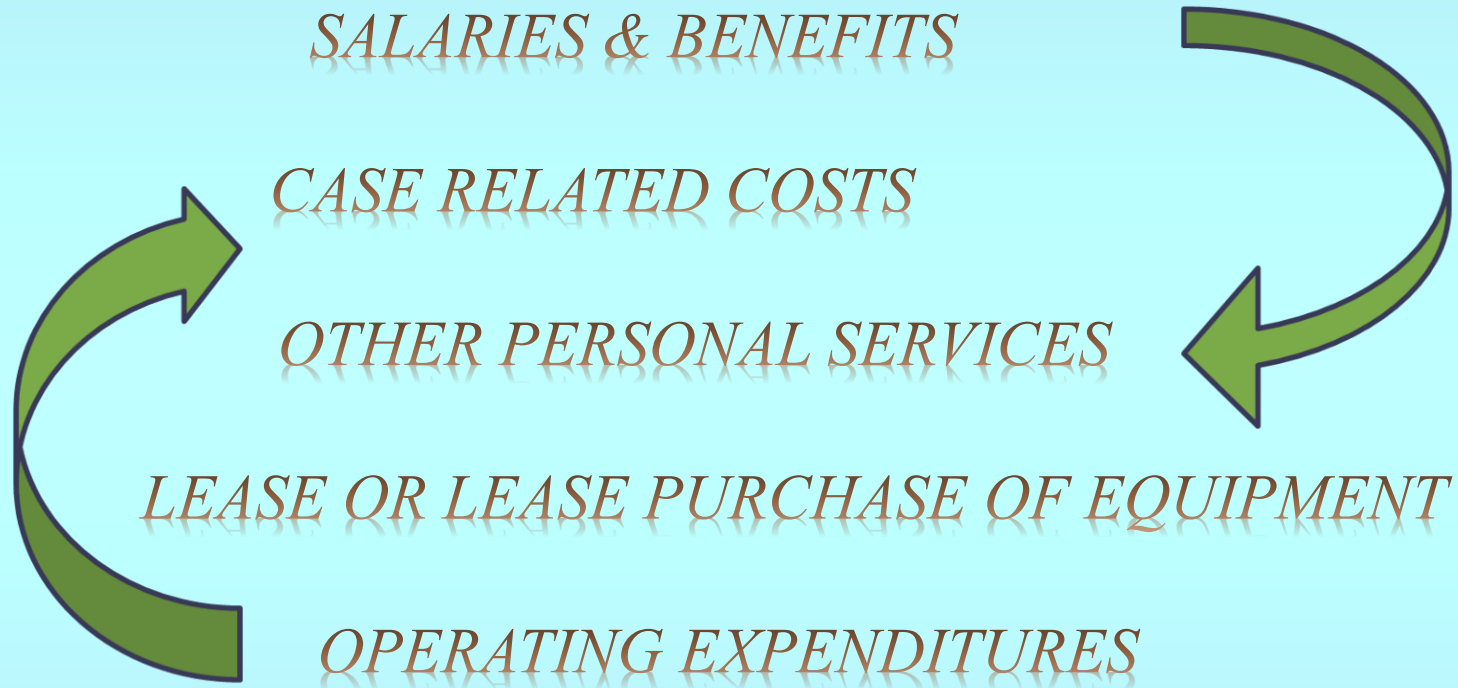 SALARIES & BENEFITS
CASE RELATED COSTS
OTHER PERSONAL SERVICES
LEASE OR LEASE PURCHASE OF EQUIPMENT
OPERATING EXPENDITURES